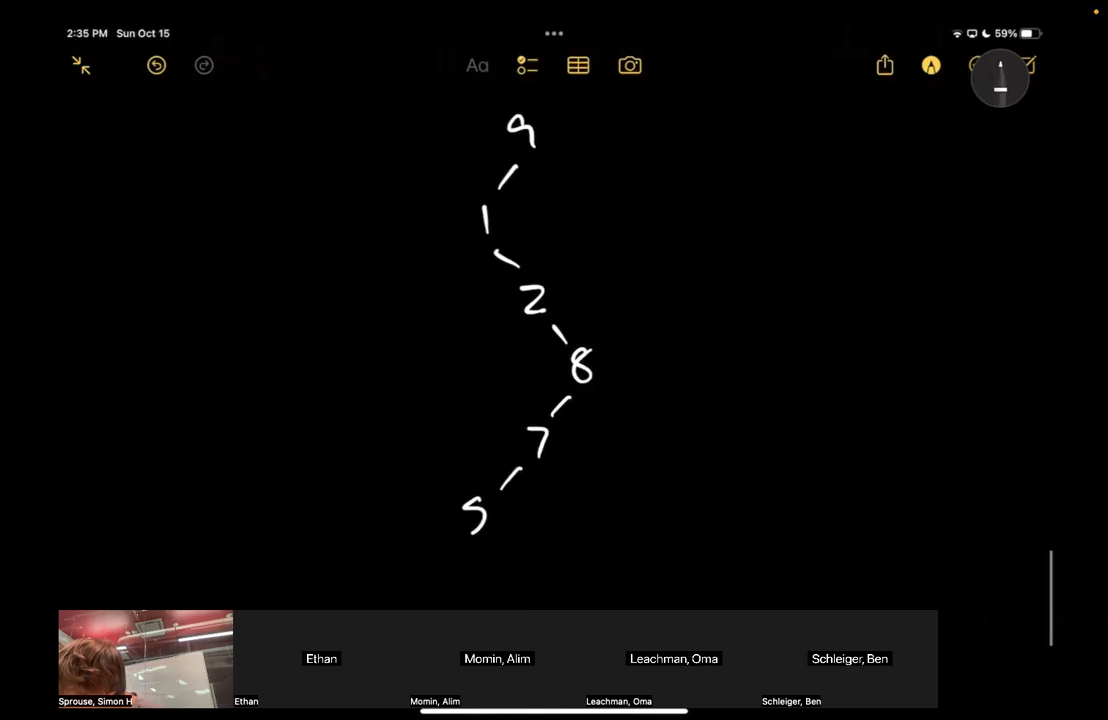 2:35 PM Sun Oct 15
59%
Aa
9
1
2
8
7
5
Ethan
Momin, Alim
Leachman, Oma
Schleiger, Ben
Sprouse, Simon H
Ethan
Momin, Alim
Leachman, Oma
Schleiger, Ben